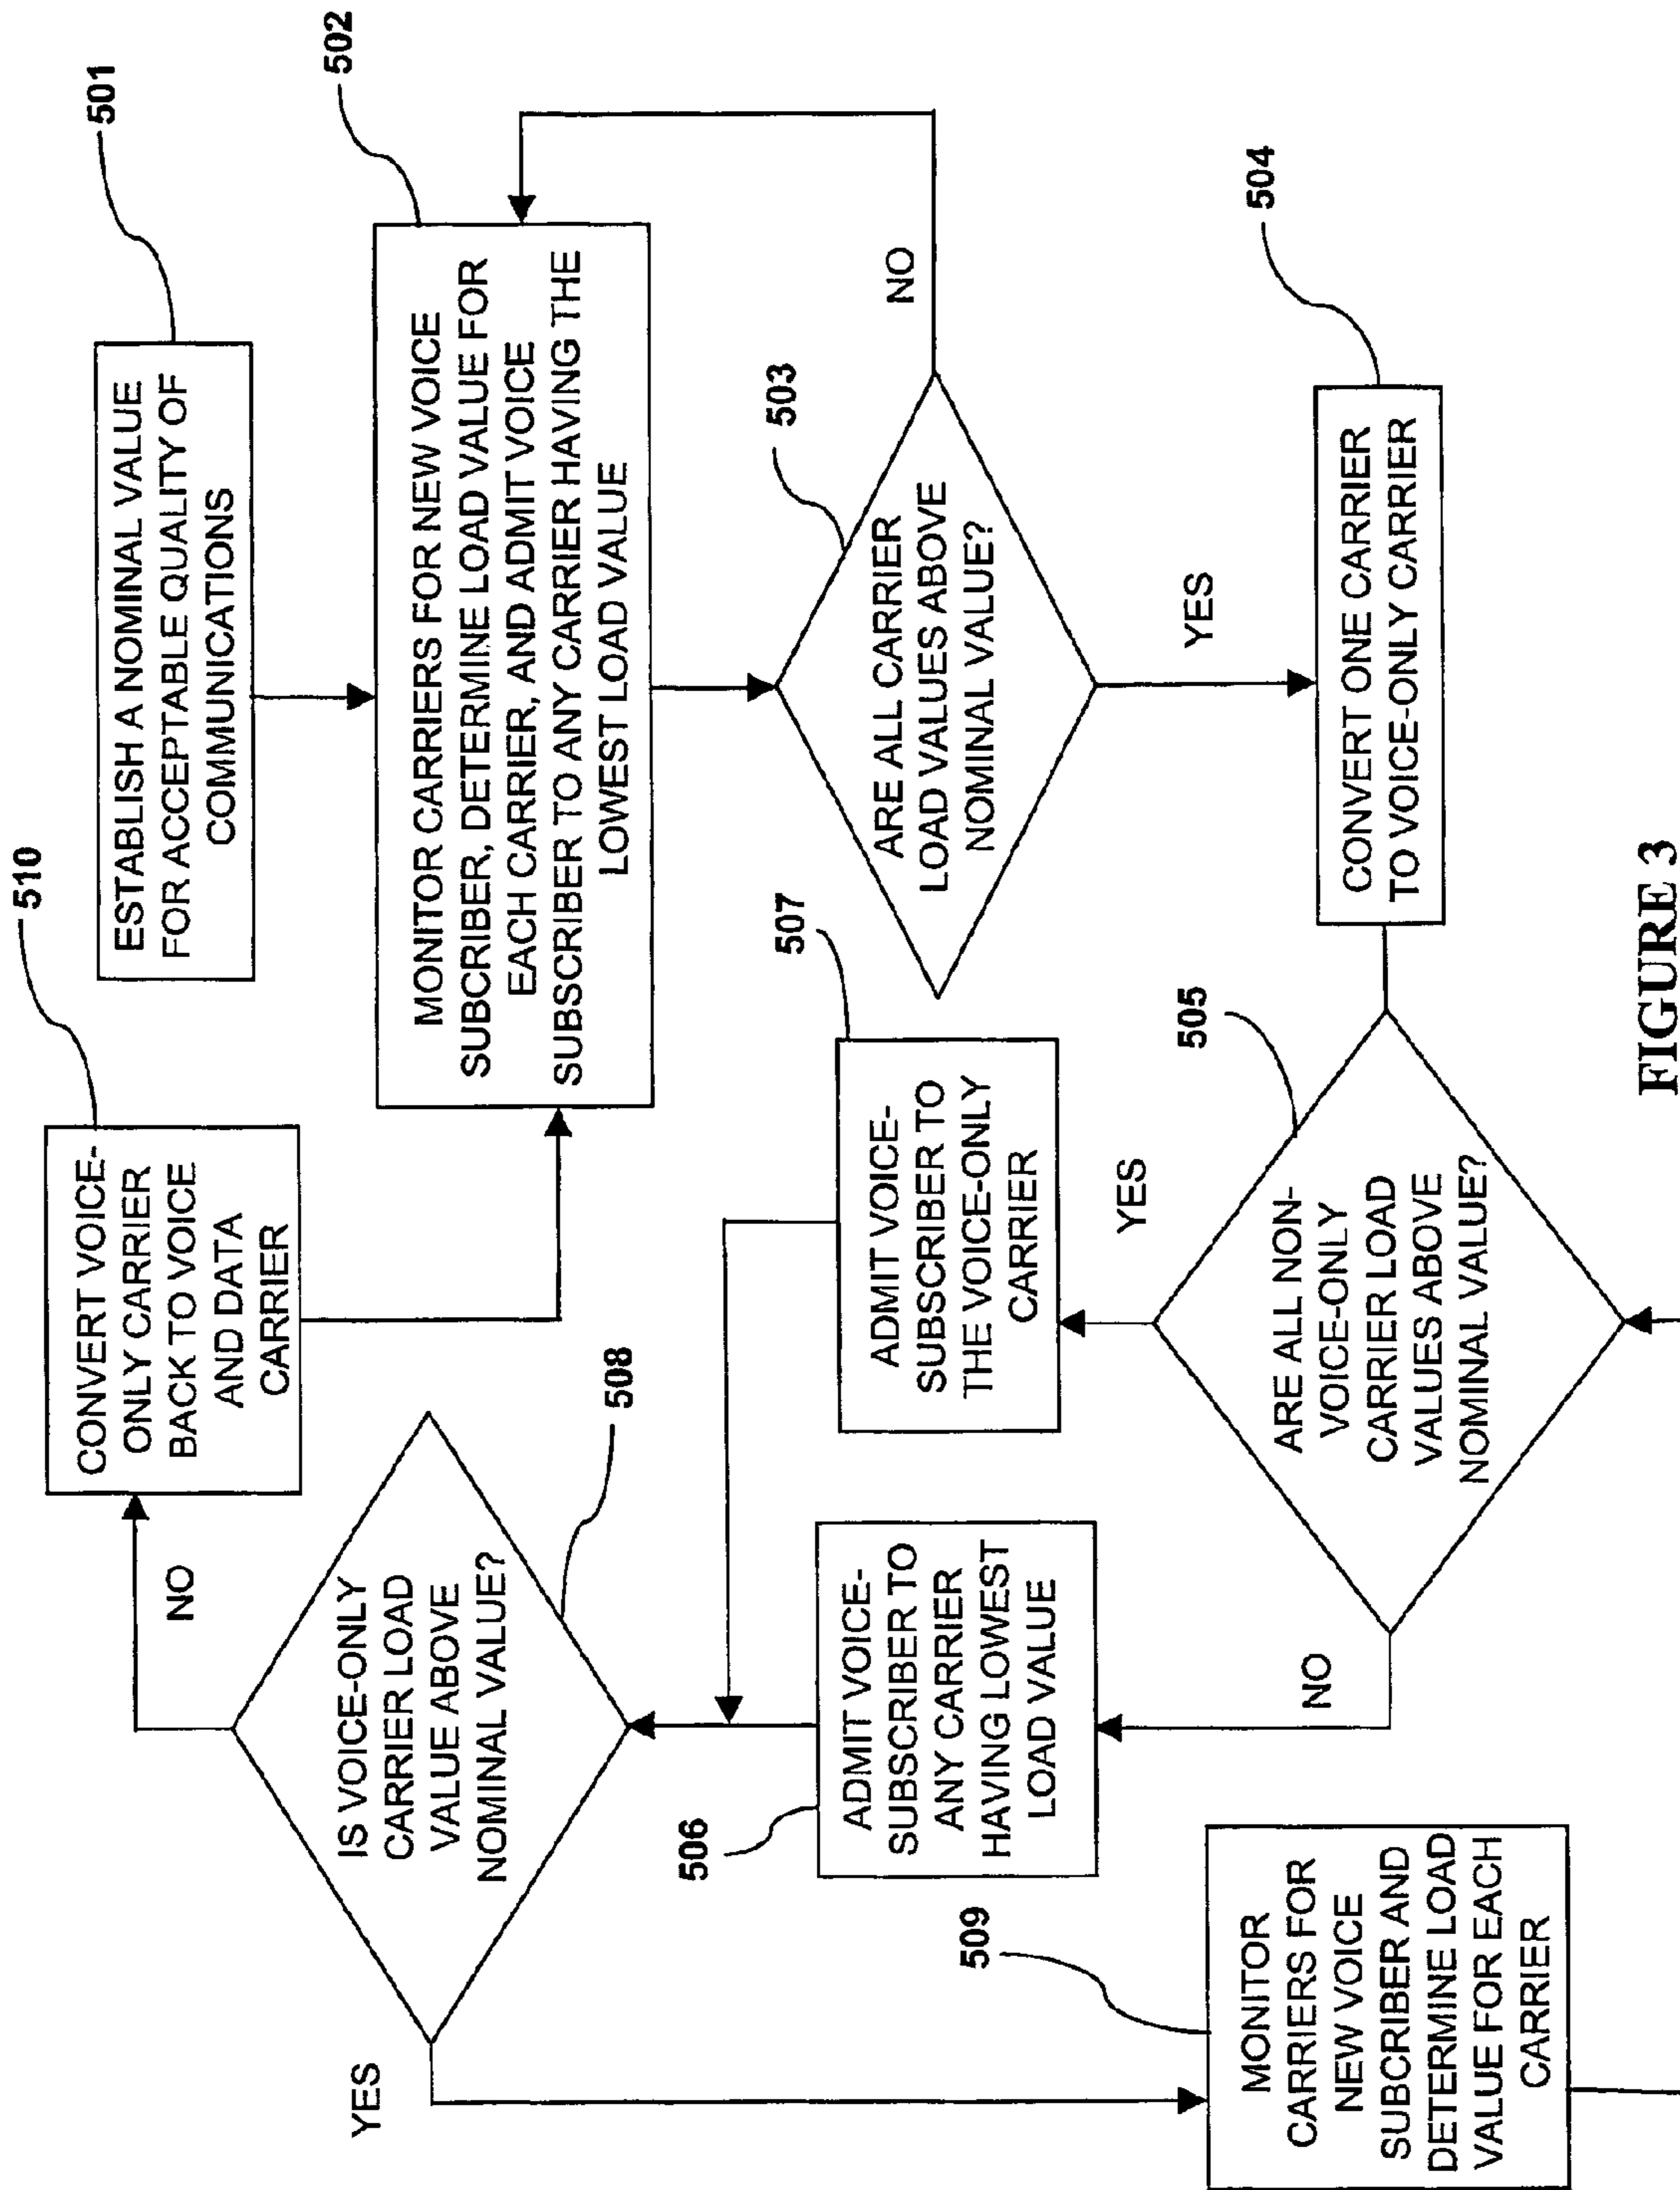 501
ESTABLISH A NOMINAL VALUE
FOR ACCEPTABLE QUALITY OF
COMMUNICATIONS
502
MONITOR CARRIERS FOR NEW VOICE
SUBCRIBER, DETERMINE LOAD VALUE FOR
EACH CARRIER, AND ADMIT VOICE
SUBSCRIBER TO ANY CARRIER HAVING THE
LOWEST LOAD VALUE
503
ARE ALL CARRIER
LOAD VALUES ABOVE
NOMINAL VALUE?
NO
YES
504
CONVERT ONE CARRIER
TO VOICE-ONLY CARRIER
505
ARE ALL NON-
VOICE-ONLY
CARRIER LOAD
VALUES ABOVE
NOMINAL VALUE?
YES
NO
507
ADMIT VOICE-
SUBSCRIBER TO
THE VOICE-ONLY
CARRIER
506
ADMIT VOICE-
SUBSCRIBER TO
ANY CARRIER
HAVING LOWEST
LOAD VALUE
508
IS VOICE-ONLY
CARRIER LOAD
VALUE ABOVE
NOMINAL VALUE?
NO
YES
510
CONVERT VOICE-
ONLY CARRIER
BACK TO VOICE
AND DATA
CARRIER
509
MONITOR
CARRIERS FOR
NEW VOICE
SUBCRIBER AND
DETERMINE LOAD
VALUE FOR EACH
CARRIER
FIGURE 3